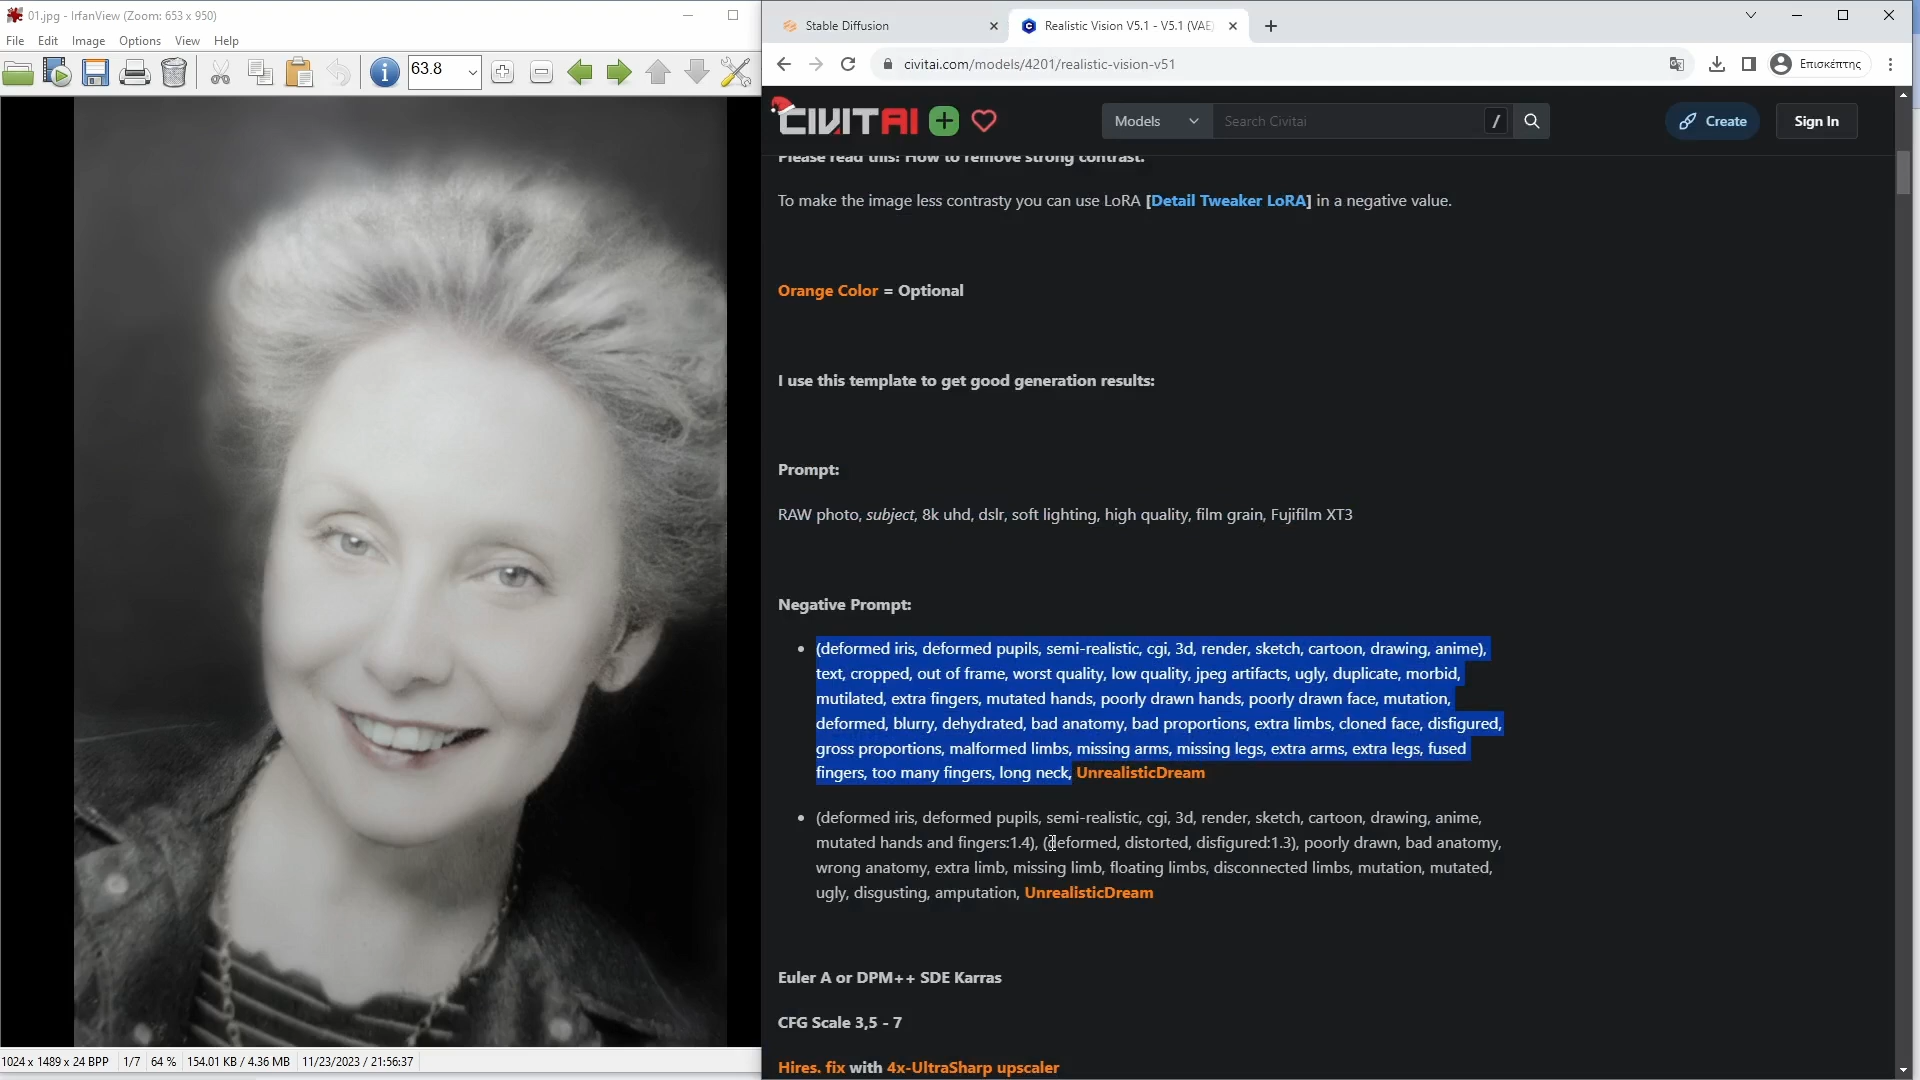 01.jpg - IrfanView (Zoom: 653 x 950)
File Edit Image Options View Help
63.8
1024 x 1489 x 24 BPP 1/7 64 % 154.01 KB / 4.36 MB 11/23/2023 / 21:56:37
Stable Diffusion
Realistic Vision V5.1 - V5.1 (VAE)
civitai.com/models/4201/realistic-vision-v51
Επισκέπτης
CIVITAI
Models
Search Civitai
/
Create
Sign In
Please read this! How to remove strong contrast.
To make the image less contrasty you can use LoRA [Detail Tweaker LoRA] in a negative value.
Orange Color = Optional
I use this template to get good generation results:
Prompt:
RAW photo, subject, 8k uhd, dslr, soft lighting, high quality, film grain, Fujifilm XT3
Negative Prompt:
(deformed iris, deformed pupils, semi-realistic, cgi, 3d, render, sketch, cartoon, drawing, anime),
text, cropped, out of frame, worst quality, low quality, jpeg artifacts, ugly, duplicate, morbid,
mutilated, extra fingers, mutated hands, poorly drawn hands, poorly drawn face, mutation,
deformed, blurry, dehydrated, bad anatomy, bad proportions, extra limbs, cloned face, disfigured,
gross proportions, malformed limbs, missing arms, missing legs, extra arms, extra legs, fused
fingers, too many fingers, long neck, UnrealisticDream
(deformed iris, deformed pupils, semi-realistic, cgi, 3d, render, sketch, cartoon, drawing, anime,
mutated hands and fingers:1.4), (deformed, distorted, disfigured:1.3), poorly drawn, bad anatomy,
wrong anatomy, extra limb, missing limb, floating limbs, disconnected limbs, mutation, mutated,
ugly, disgusting, amputation, UnrealisticDream
Euler A or DPM++ SDE Karras
CFG Scale 3,5 - 7
Hires. fix with 4x-UltraSharp upscaler